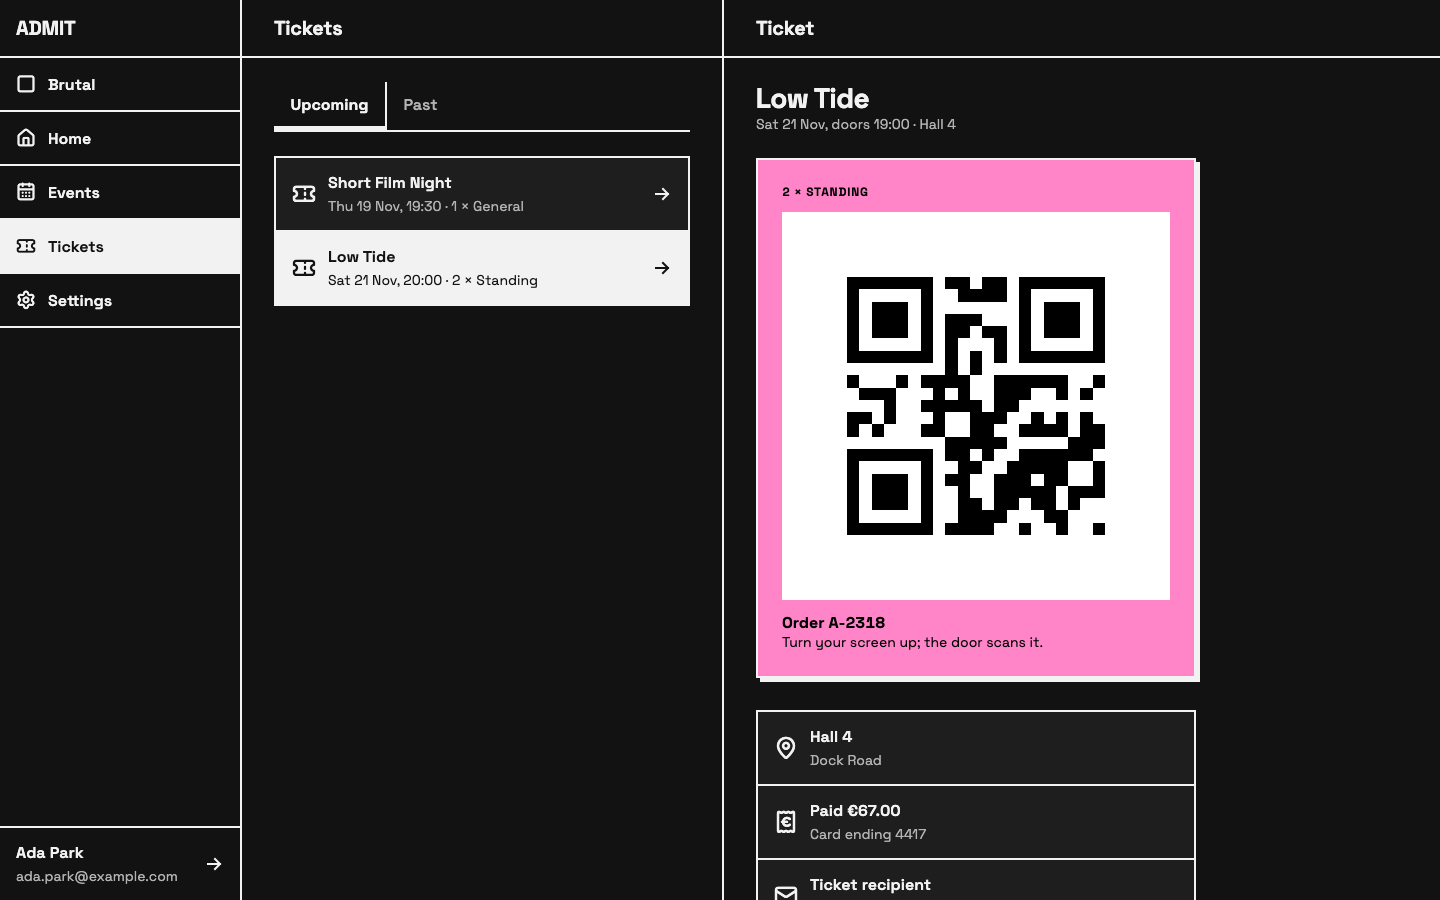 ADMIT
Brutal
Home
Events
Tickets
Settings
Ada Park
ada.park@example.com
Tickets
Upcoming
Past
Short Film Night
Thu 19 Nov, 19:30 · 1 × General
Low Tide
Sat 21 Nov, 20:00 · 2 × Standing
Ticket
Low Tide
Sat 21 Nov, doors 19:00 · Hall 4
2 × STANDING
Order A-2318
Turn your screen up; the door scans it.
Hall 4
Dock Road
Paid €67.00
Card ending 4417
Ticket recipient